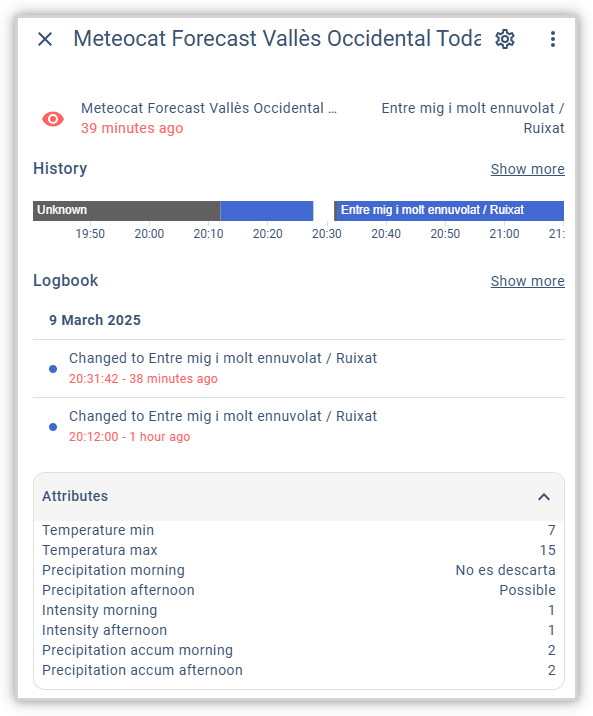 Meteocat Forecast Vallès Occidental Toda
Meteocat Forecast Vallès Occidental …
39 minutes ago
Entre mig i molt ennuvolat /
Ruixat
History
Show more
Unknown
Entre mig i molt ennuvolat / Ruixat
19:50 20:00 20:10 20:20 20:30 20:40 20:50 21:00 21:
Logbook
Show more
9 March 2025
Changed to Entre mig i molt ennuvolat / Ruixat
20:31:42 - 38 minutes ago
Changed to Entre mig i molt ennuvolat / Ruixat
20:12:00 - 1 hour ago
Attributes
Temperature min 7
Temperatura max 15
Precipitation morning No es descarta
Precipitation afternoon Possible
Intensity morning 1
Intensity afternoon 1
Precipitation accum morning 2
Precipitation accum afternoon 2